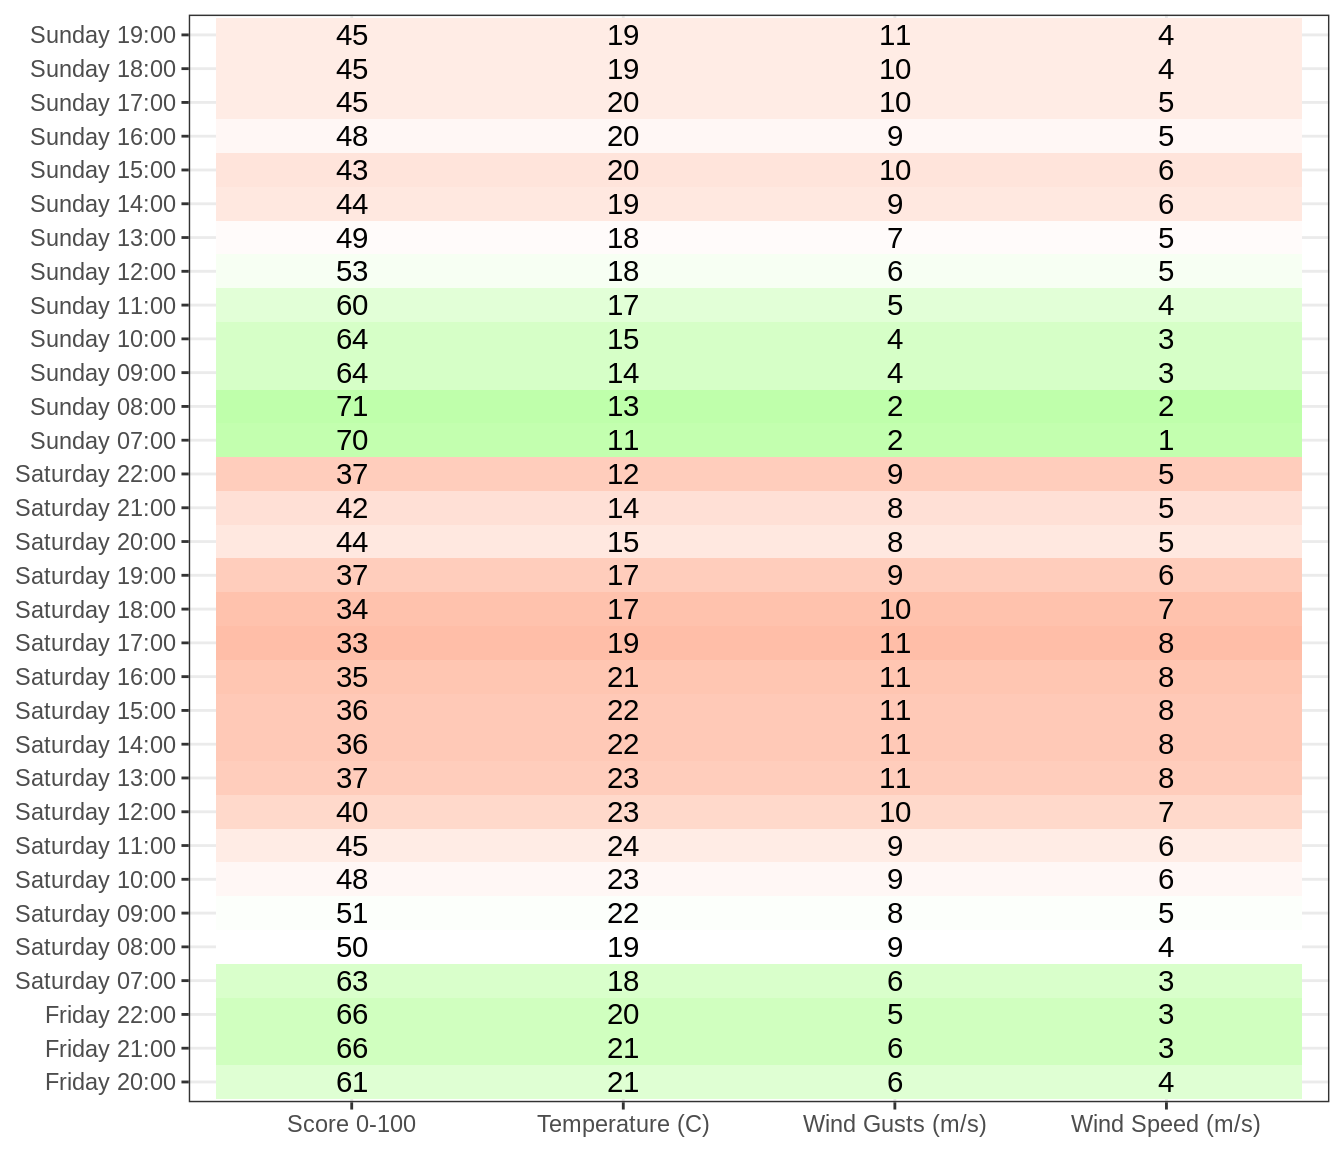 Sunday 19:00 45 19 11 4
Sunday 18:00 45 19 10 4
Sunday 17:00 45 20 10 5
Sunday 16:00 48 20 9 5
Sunday 15:00 43 20 10 6
Sunday 14:00 44 19 9 6
Sunday 13:00 49 18 7 5
Sunday 12:00 53 18 6 5
Sunday 11:00 60 17 5 4
Sunday 10:00 64 15 4 3
Sunday 09:00 64 14 4 3
Sunday 08:00 71 13 2 2
Sunday 07:00 70 11 2 1
Saturday 22:00 37 12 9 5
Saturday 21:00 42 14 8 5
Saturday 20:00 44 15 8 5
Saturday 19:00 37 17 9 6
Saturday 18:00 34 17 10 7
Saturday 17:00 33 19 11 8
Saturday 16:00 35 21 11 8
Saturday 15:00 36 22 11 8
Saturday 14:00 36 22 11 8
Saturday 13:00 37 23 11 8
Saturday 12:00 40 23 10 7
Saturday 11:00 45 24 9 6
Saturday 10:00 48 23 9 6
Saturday 09:00 51 22 8 5
Saturday 08:00 50 19 9 4
Saturday 07:00 63 18 6 3
Friday 22:00 66 20 5 3
Friday 21:00 66 21 6 3
Friday 20:00 61 21 6 4
Score 0-100 Temperature (C) Wind Gusts (m/s) Wind Speed (m/s)